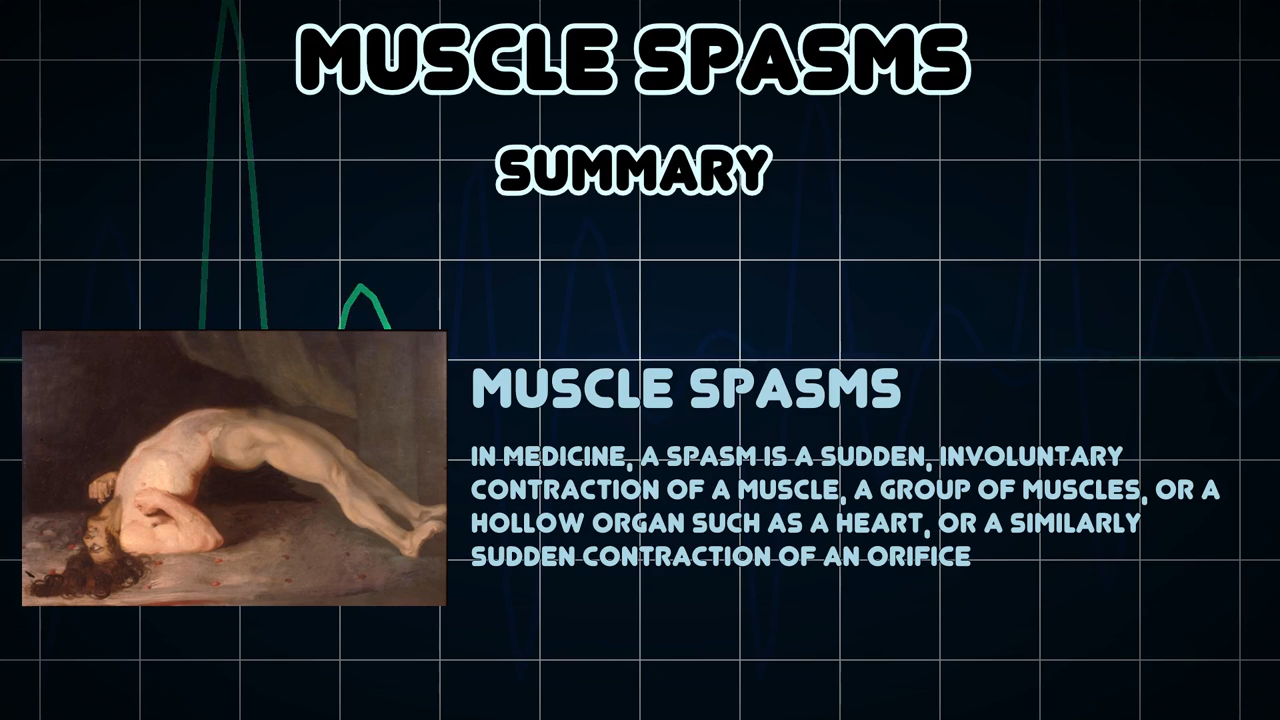 MUSCLE SPASMS
SUMMARY
MUSCLE SPASMS
IN MEDICINE, A SPASM IS A SUDDEN, INVOLUNTARY
CONTRACTION OF A MUSCLE, A GROUP OF MUSCLES, OR A
HOLLOW ORGAN SUCH AS A HEART, OR A SIMILARLY
SUDDEN CONTRACTION OF AN ORIFICE